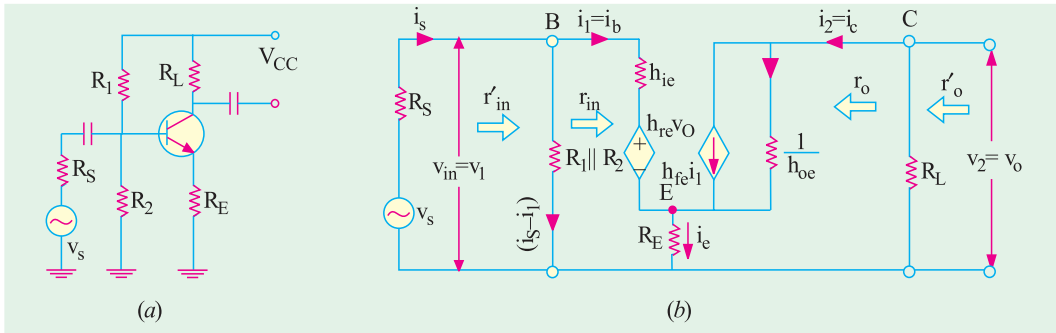 V_CC
R_1
R_L
R_S
R_2
R_E
v_s
(a)
i_s
B
i_1=i_b
i_2=i_c
C
h_ie
R_S
r'_in
r_in
r_o
r'_o
h_re v_O
+
−
v_in=v_1
R_1|| R_2
h_fe i_1
1
h_oe
R_L
v_2= v_o
E
v_s
(i_S−i_1)
R_E
i_e
(b)